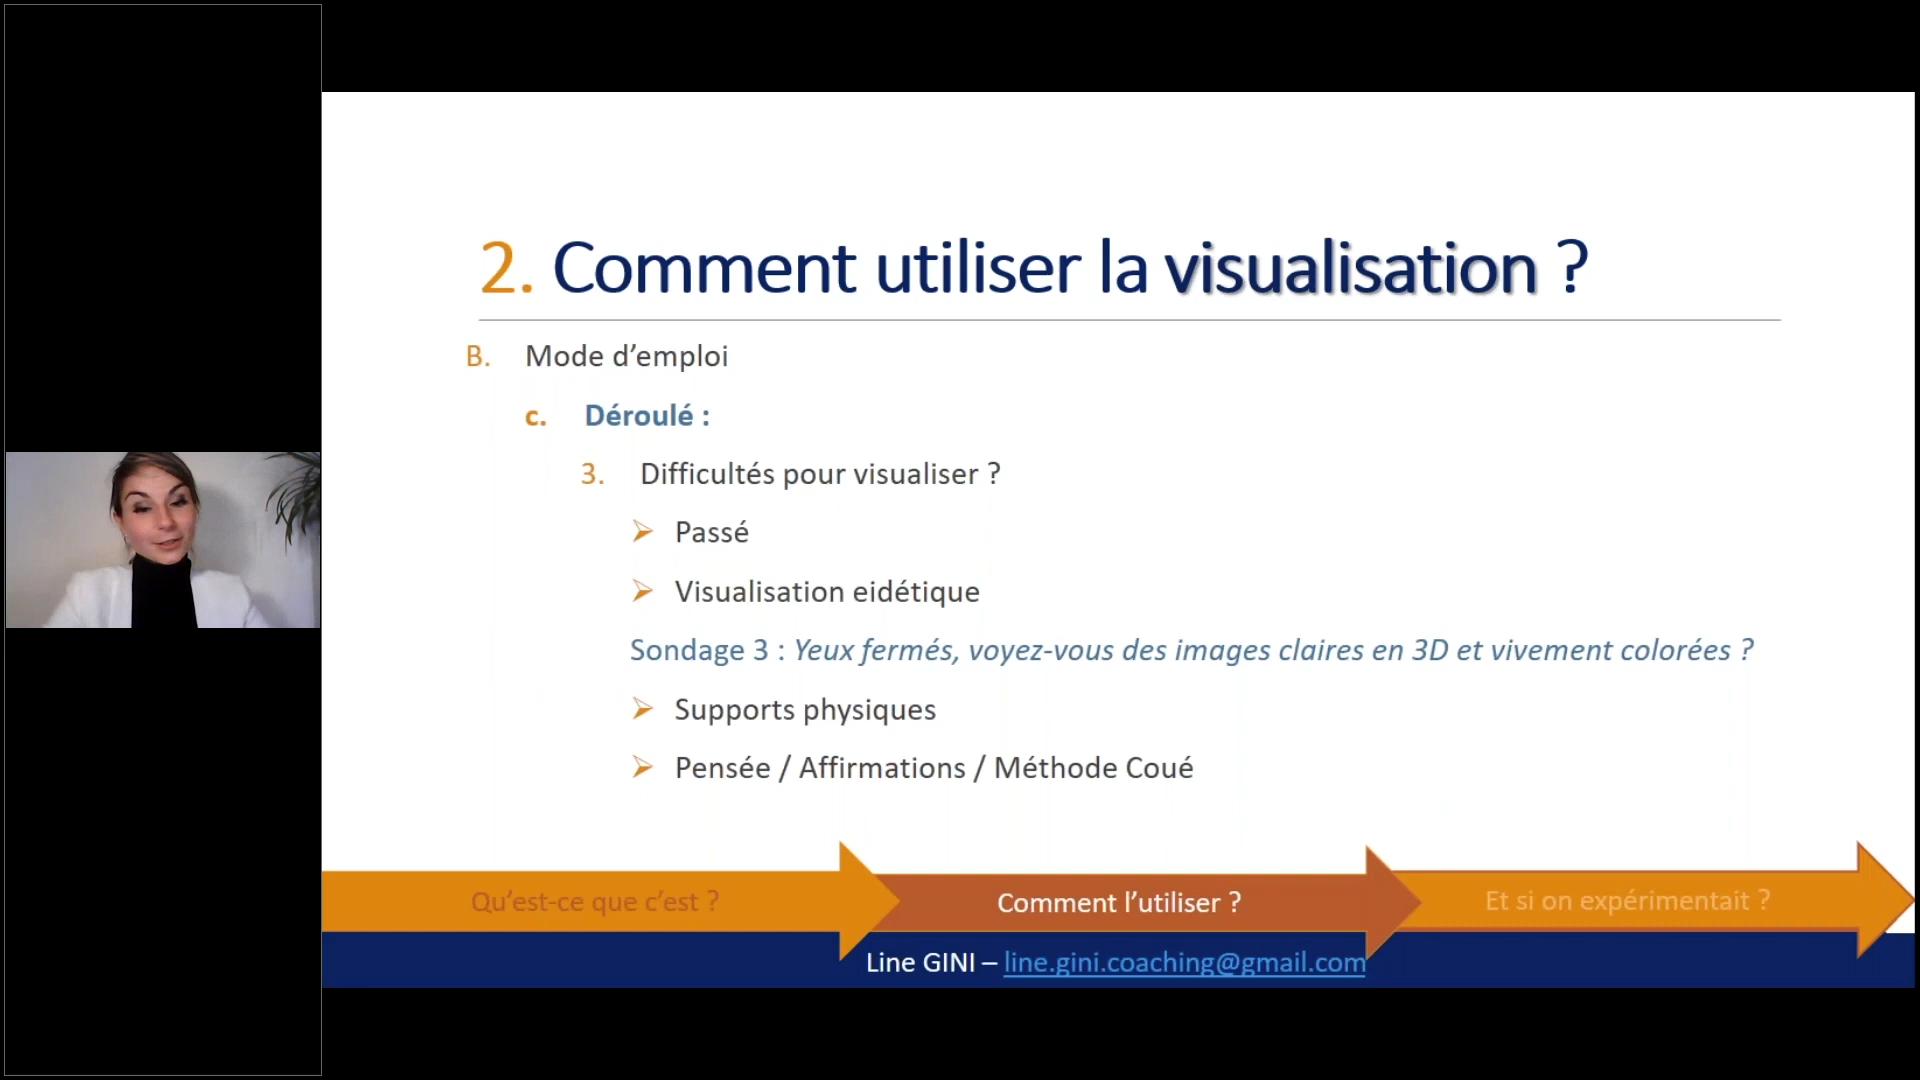 2. Comment utiliser la visualisation ?
B. Mode d’emploi
c. Déroulé :
3. Difficultés pour visualiser ?
Passé
Visualisation eidétique
Sondage 3 : Yeux fermés, voyez-vous des images claires en 3D et vivement colorées ?
Supports physiques
Pensée / Affirmations / Méthode Coué
Qu’est-ce que c’est ?
Comment l’utiliser ?
Et si on expérimentait ?
Line GINI – line.gini.coaching@gmail.com